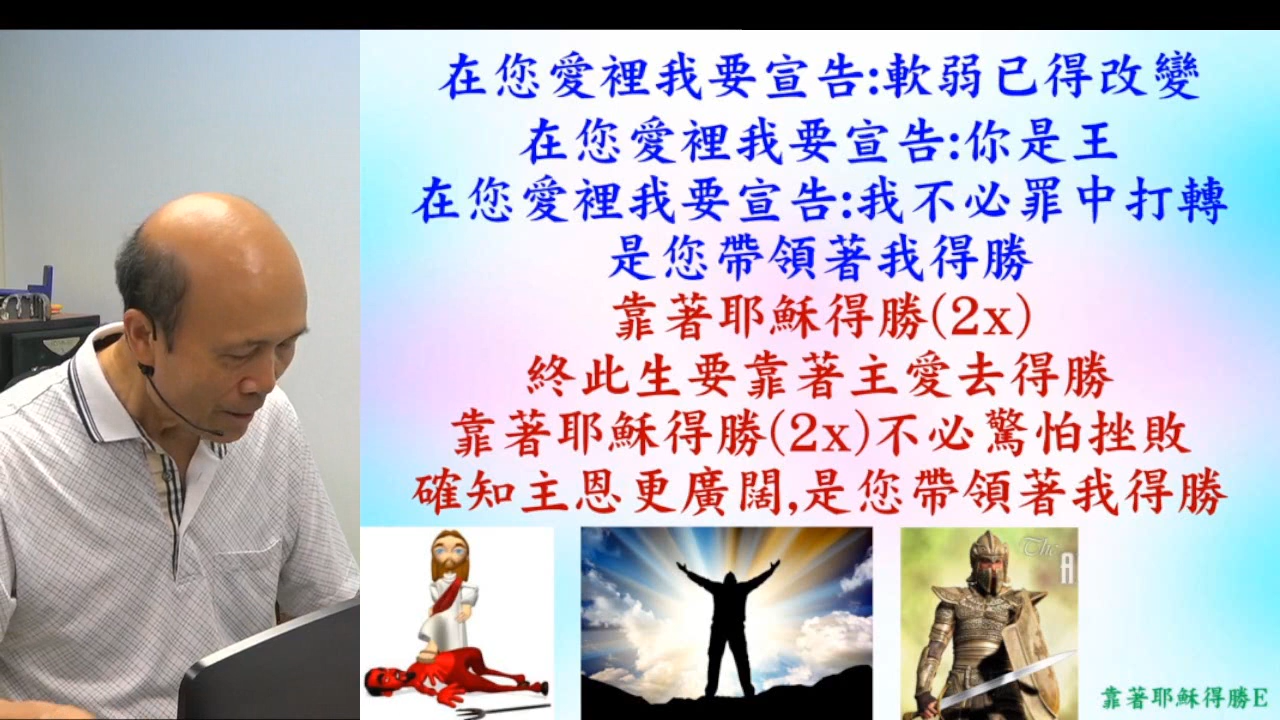 在您愛裡我要宣告:軟弱已得改變
在您愛裡我要宣告:你是王
在您愛裡我要宣告:我不必罪中打轉
是您帶領著我得勝
靠著耶穌得勝(2x)
終此生要靠著主愛去得勝
靠著耶穌得勝(2x)不必驚怕挫敗
確知主恩更廣闊,是您帶領著我得勝
The
A
靠著耶穌得勝E